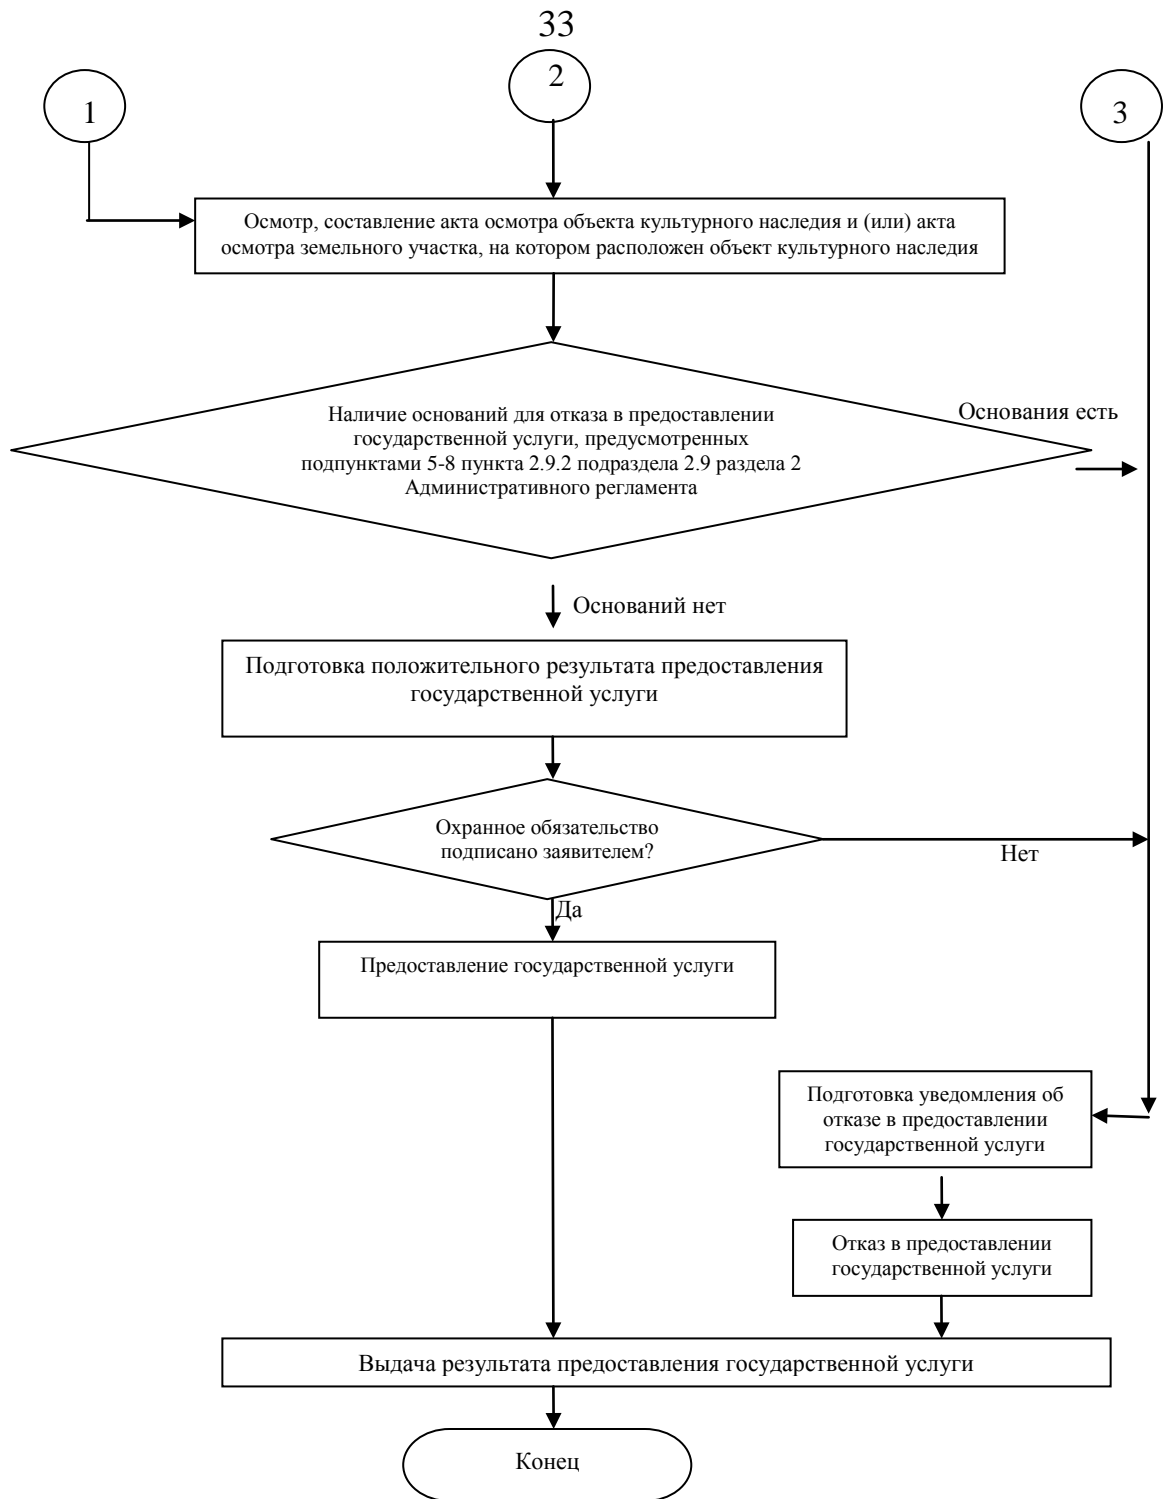 33
2
1
3
Осмотр, составление акта осмотра объекта культурного наследия и (или) акта
осмотра земельного участка, на котором расположен объект культурного наследия
Основания есть
Наличие оснований для отказа в предоставлении
государственной услуги, предусмотренных
подпунктами 5-8 пункта 2.9.2 подраздела 2.9 раздела 2
Административного регламента
Оснований нет
Подготовка положительного результата предоставления
государственной услуги
Охранное обязательство
подписано заявителем?
Нет
Да
Предоставление государственной услуги
Подготовка уведомления об
отказе в предоставлении
государственной услуги
Отказ в предоставлении
государственной услуги
Выдача результата предоставления государственной услуги
Конец